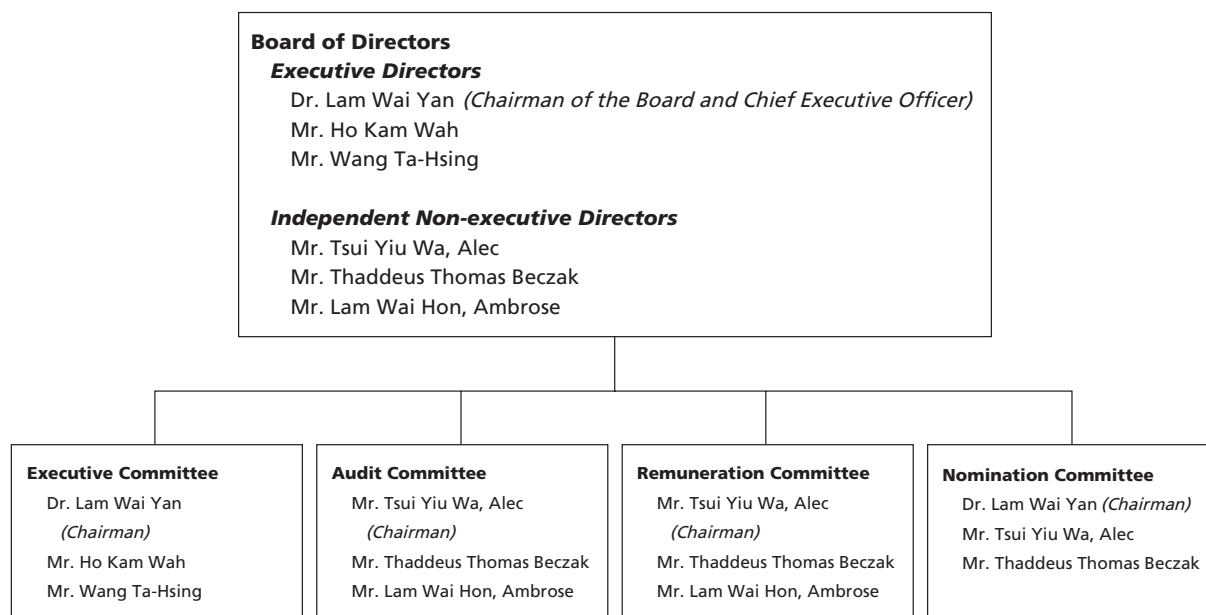 Board of Directors
Executive Directors
Dr. Lam Wai Yan (Chairman of the Board and Chief Executive Officer)
Mr. Ho Kam Wah
Mr. Wang Ta-Hsing
Independent Non-executive Directors
Mr. Tsui Yiu Wa, Alec
Mr. Thaddeus Thomas Beczak
Mr. Lam Wai Hon, Ambrose
Executive Committee
Dr. Lam Wai Yan
(Chairman)
Mr. Ho Kam Wah
Mr. Wang Ta-Hsing
Audit Committee
Mr. Tsui Yiu Wa, Alec
(Chairman)
Mr. Thaddeus Thomas Beczak
Mr. Lam Wai Hon, Ambrose
Remuneration Committee
Mr. Tsui Yiu Wa, Alec
(Chairman)
Mr. Thaddeus Thomas Beczak
Mr. Lam Wai Hon, Ambrose
Nomination Committee
Dr. Lam Wai Yan (Chairman)
Mr. Tsui Yiu Wa, Alec
Mr. Thaddeus Thomas Beczak